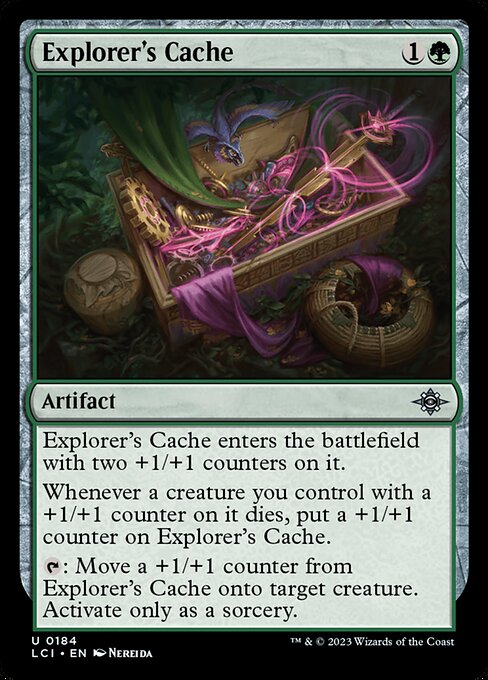 Explorer's Cache 1
Artifact
Explorer's Cache enters the battlefield
with two +1/+1 counters on it.
Whenever a creature you control with a
+1/+1 counter on it dies, put a +1/+1
counter on Explorer's Cache.
: Move a +1/+1 counter from
Explorer's Cache onto target creature.
Activate only as a sorcery.
U 0184
LCI • EN Nereida
™ & © 2023 Wizards of the Coast